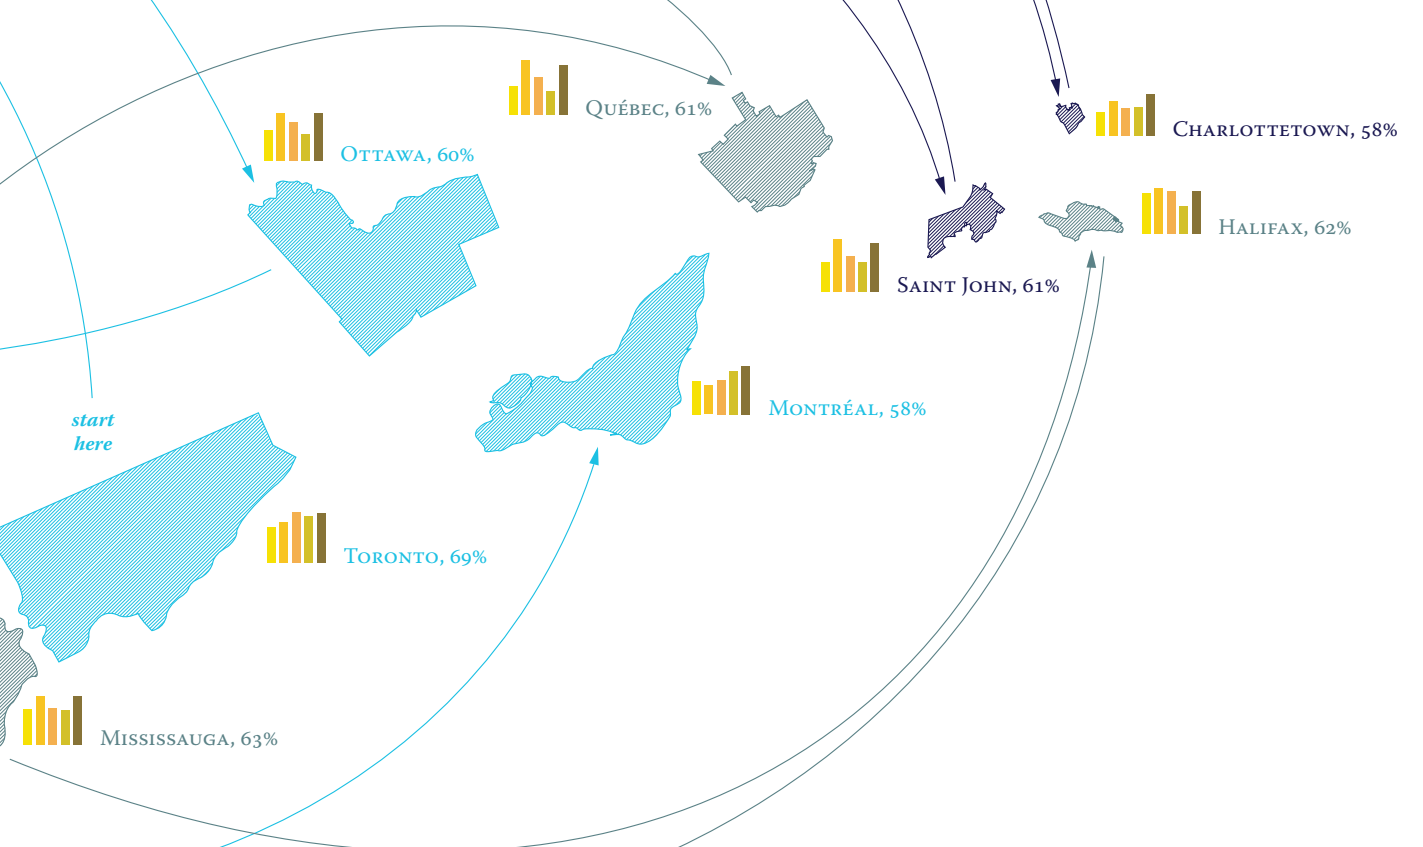 Québec, 61%
Charlottetown, 58%
Ottawa, 60%
Halifax, 62%
Saint John, 61%
Montréal, 58%
start
here
Toronto, 69%
Mississauga, 63%